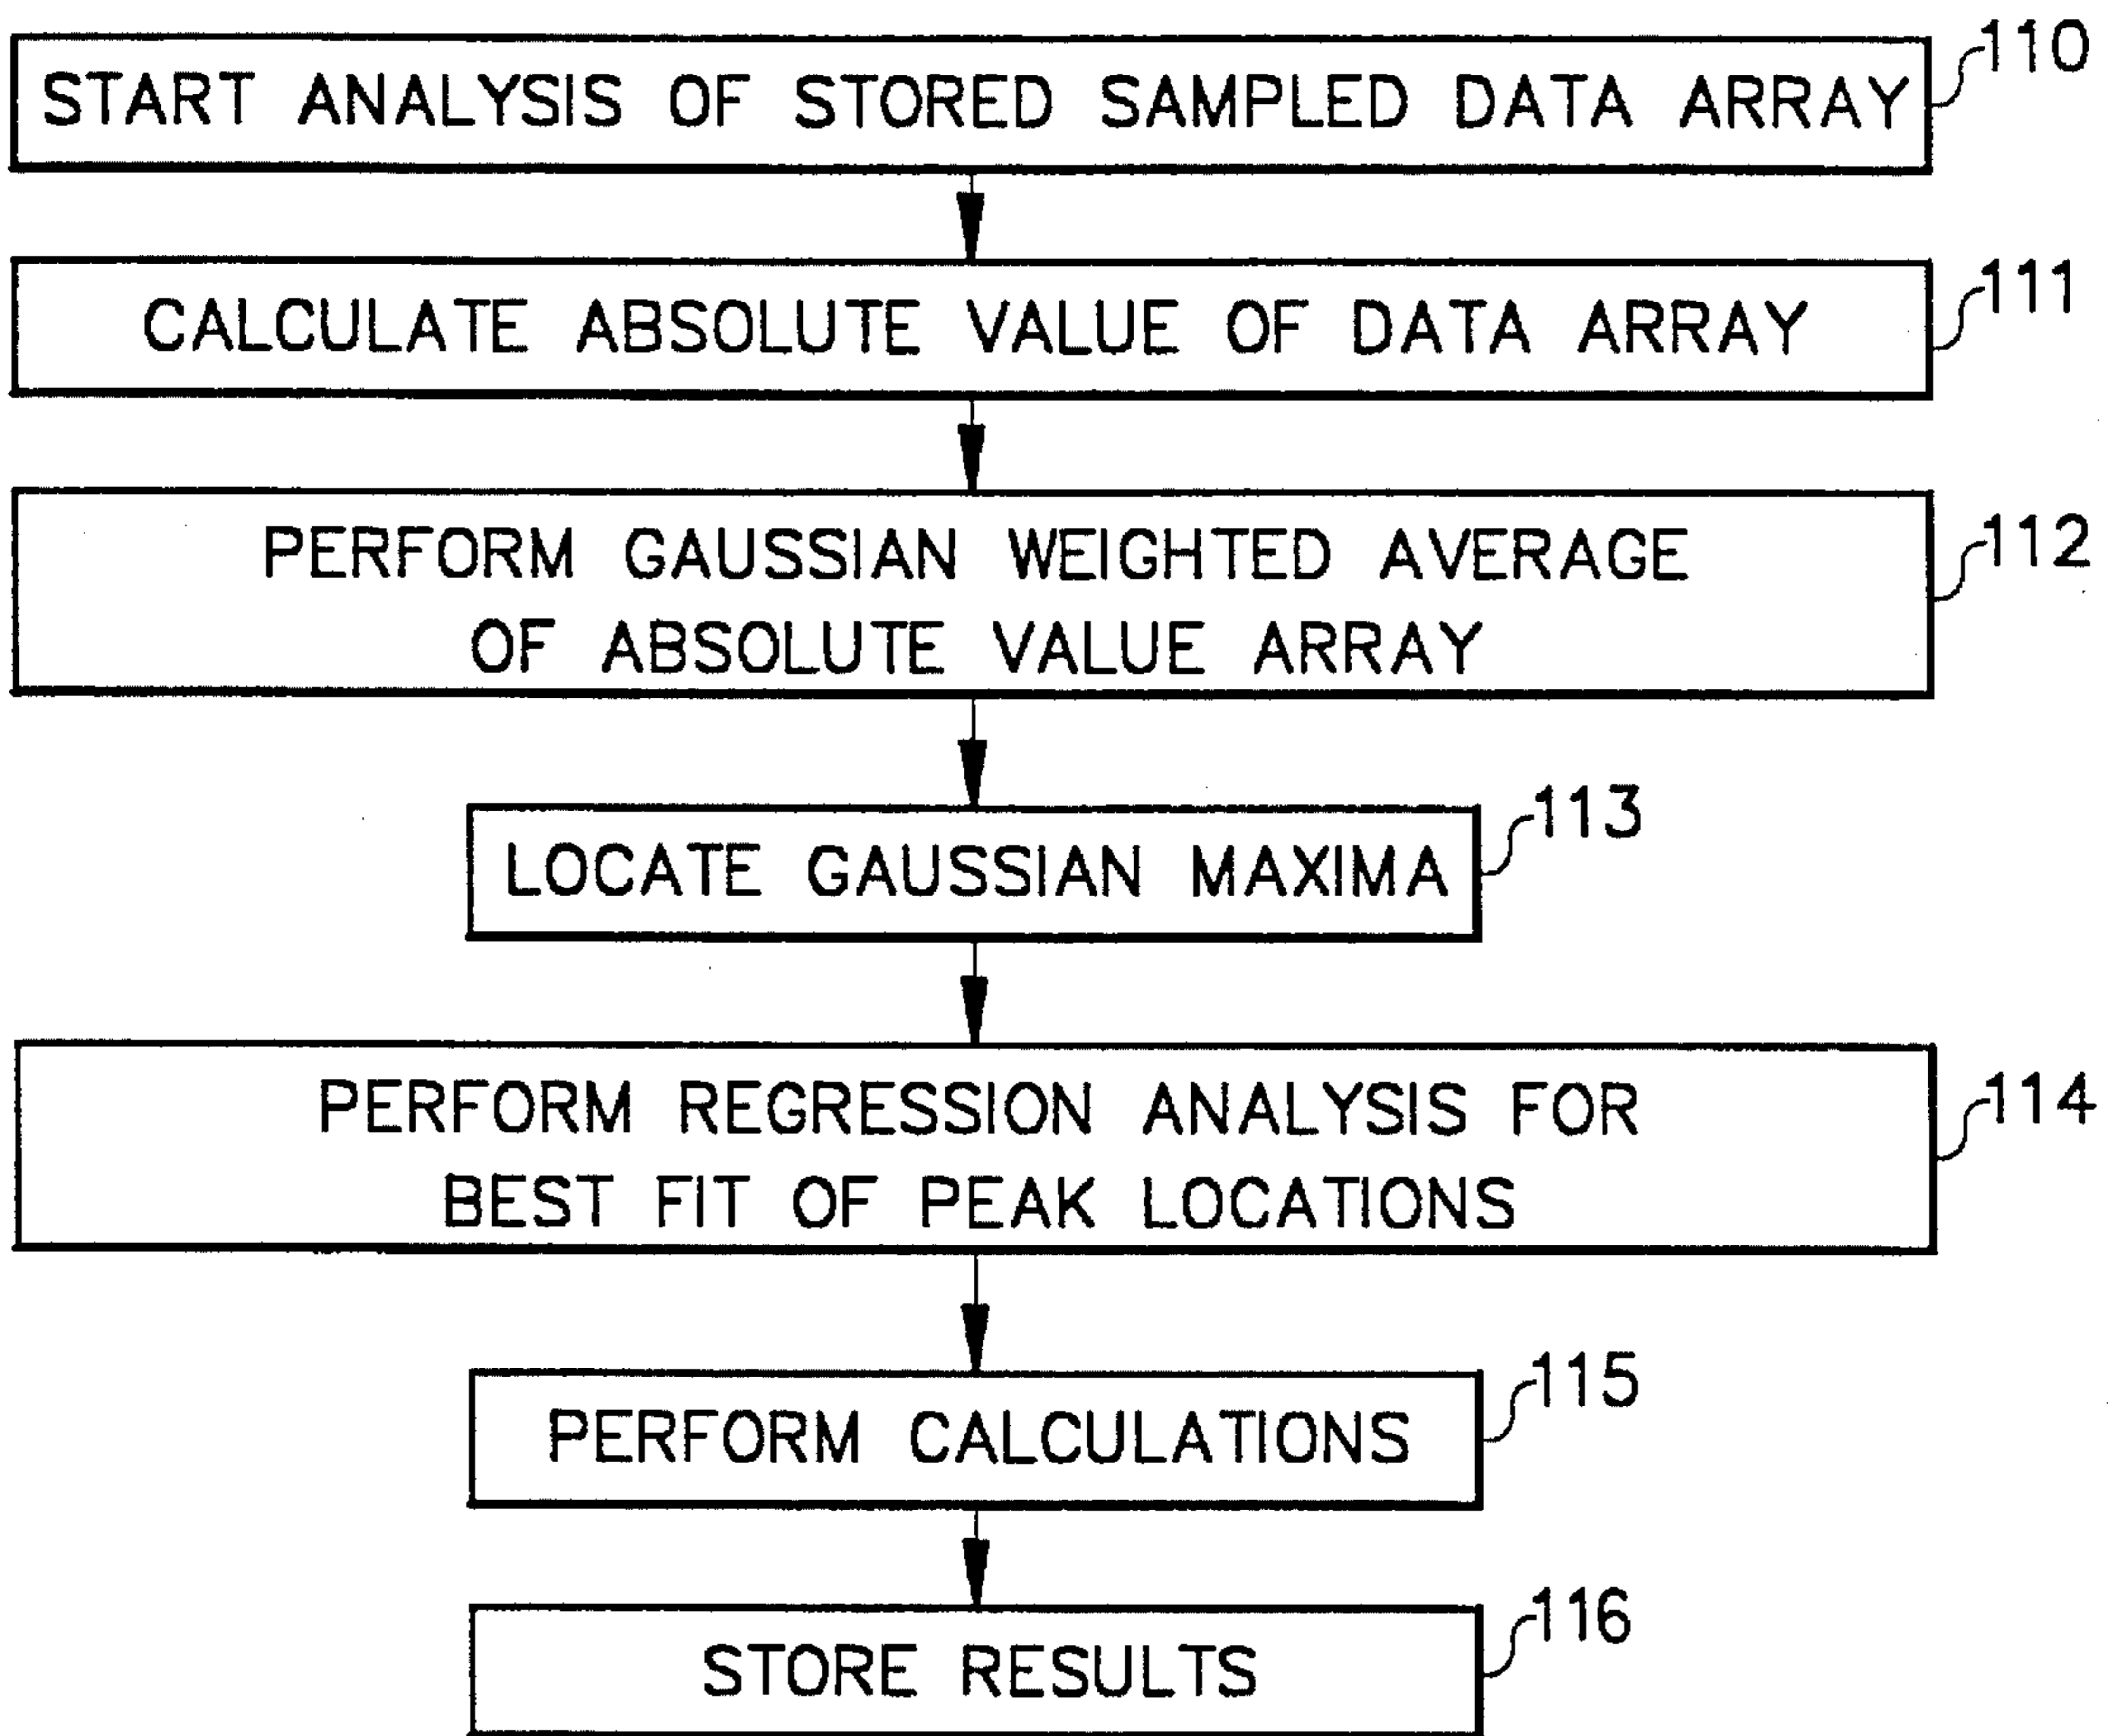 START ANALYSIS OF STORED SAMPLED DATA ARRAY
110
CALCULATE ABSOLUTE VALUE OF DATA ARRAY
111
PERFORM GAUSSIAN WEIGHTED AVERAGE
OF ABSOLUTE VALUE ARRAY
112
LOCATE GAUSSIAN MAXIMA
113
PERFORM REGRESSION ANALYSIS FOR
BEST FIT OF PEAK LOCATIONS
114
PERFORM CALCULATIONS
115
STORE RESULTS
116